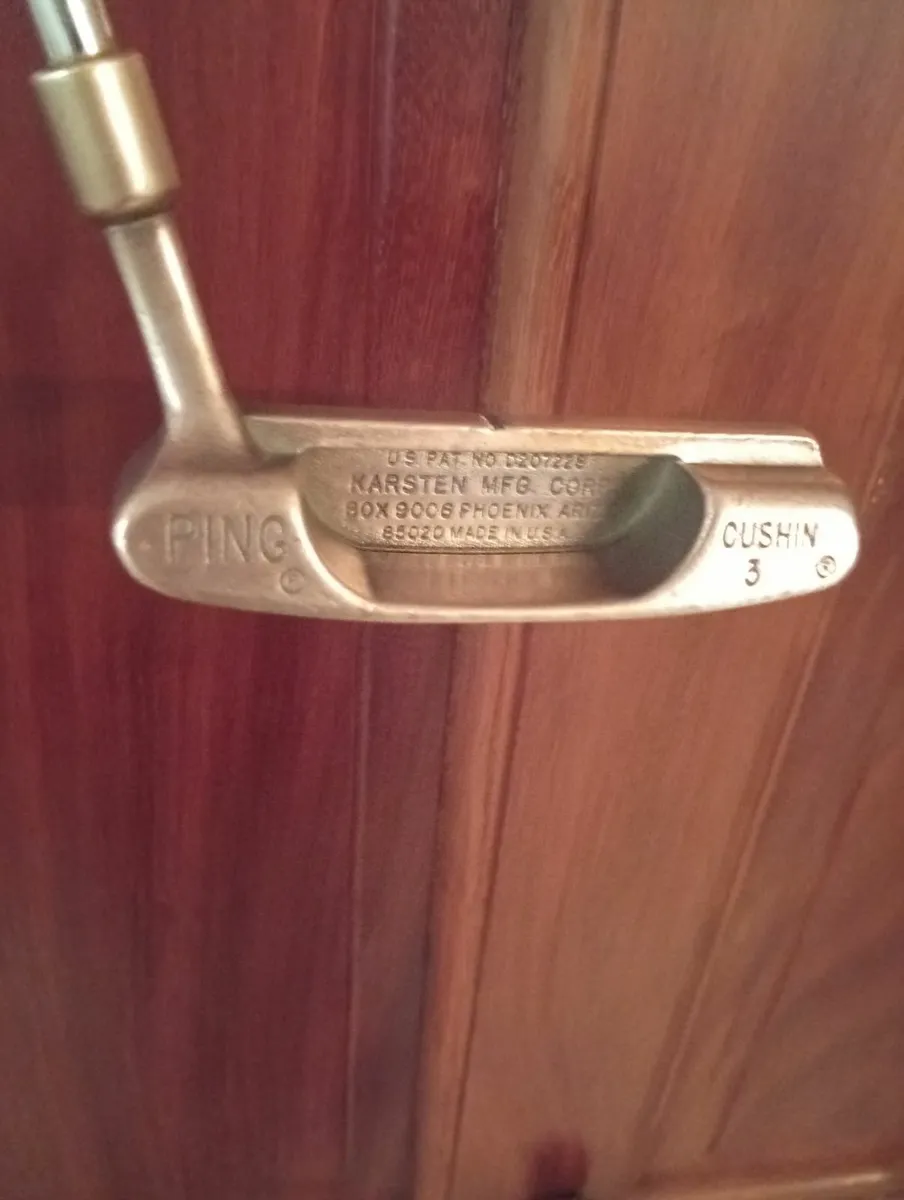 U.S. PAT. NO. D207228
KARSTEN MFG. CORP
BOX 9006 PHOENIX, ARIZ
85020 MADE IN U.S.A.
PING
®
CUSHIN
3 ®